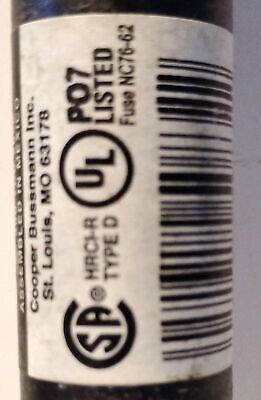 ASSEMBLED IN MEXICO
Cooper Bussmann Inc.
St. Louis, MO 63178
UL
PO7
LISTED
Fuse NC76-62
SA
® HRCI-R
TYPE D